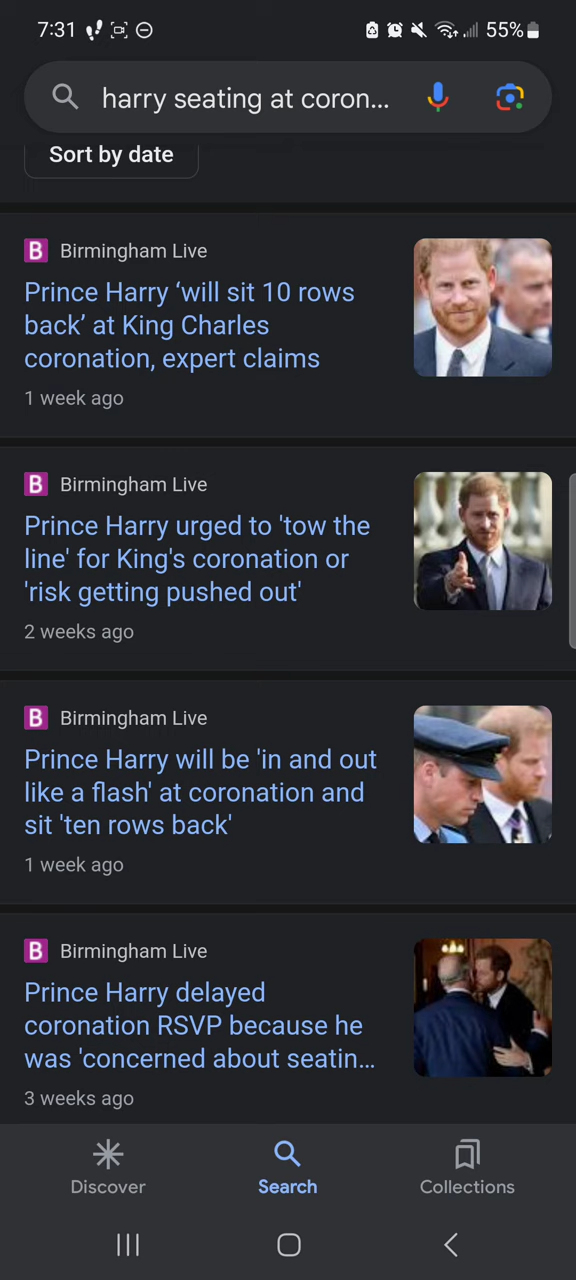 7:31
55%
harry seating at coron...
Sort by date
B Birmingham Live
Prince Harry ‘will sit 10 rows
back’ at King Charles
coronation, expert claims
1 week ago
B Birmingham Live
Prince Harry urged to 'tow the
line' for King's coronation or
'risk getting pushed out'
2 weeks ago
B Birmingham Live
Prince Harry will be 'in and out
like a flash' at coronation and
sit 'ten rows back'
1 week ago
B Birmingham Live
Prince Harry delayed
coronation RSVP because he
was 'concerned about seatin...
3 weeks ago
Discover Search Collections